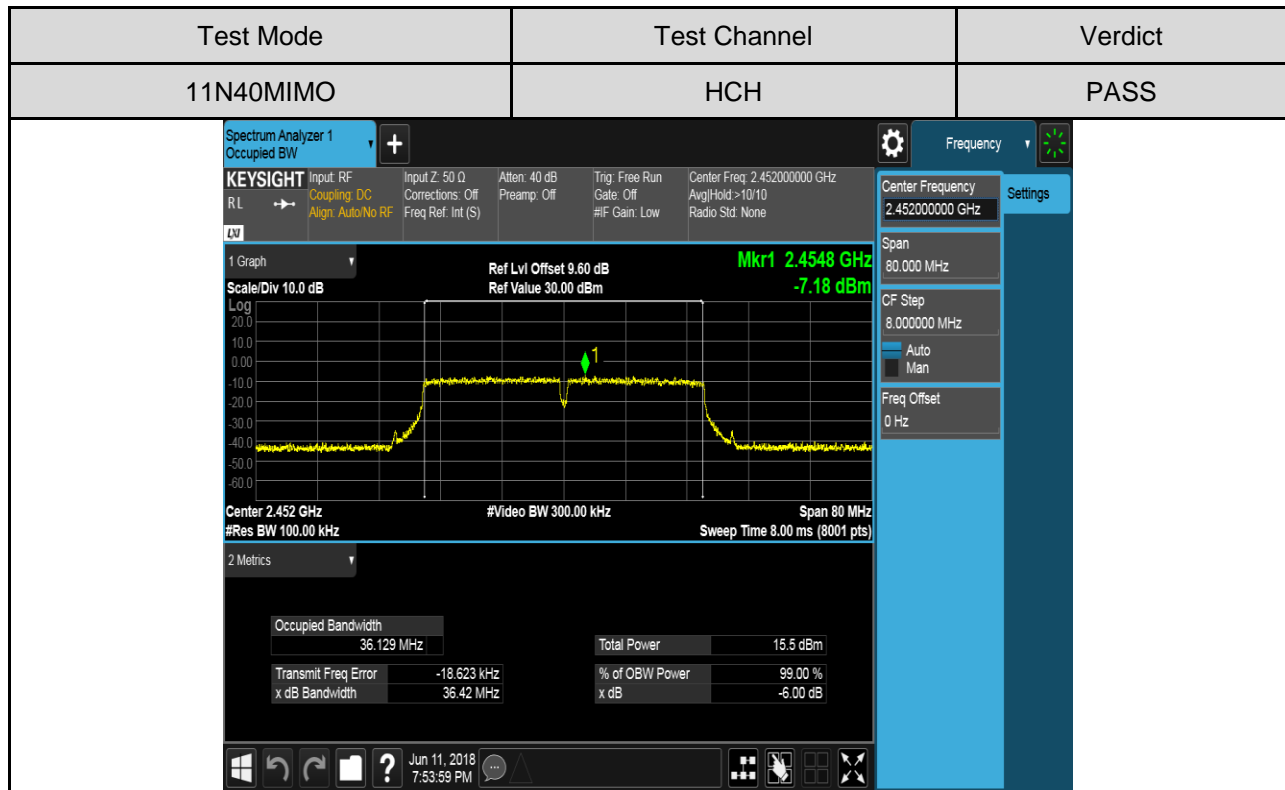 Test Mode Test Channel Verdict
11N40MIMO HCH PASS
Spectrum Analyzer 1
Occupied BW
+
Frequency
KEYSIGHT Input: RF Input Z: 50 Ω Atten: 40 dB Trig: Free Run Center Freq: 2.452000000 GHz
Coupling: DC Corrections: Off Preamp: Off Gate: Off Avg|Hold:>10/10
RL Align: Auto/No RF Freq Ref: Int (S) #IF Gain: Low Radio Std: None
LXI
Center Frequency
2.452000000 GHz
Settings
Span
80.000 MHz
CF Step
8.000000 MHz
Auto
Man
Freq Offset
0 Hz
1 Graph Ref Lvl Offset 9.60 dB Mkr1 2.4548 GHz
Scale/Div 10.0 dB Ref Value 30.00 dBm -7.18 dBm
Log
20.0
10.0
0.00
-10.0
-20.0
-30.0
-40.0
-50.0
-60.0
1
Center 2.452 GHz #Video BW 300.00 kHz Span 80 MHz
#Res BW 100.00 kHz Sweep Time 8.00 ms (8001 pts)
2 Metrics
Occupied Bandwidth
36.129 MHz Total Power 15.5 dBm
Transmit Freq Error -18.623 kHz % of OBW Power 99.00 %
x dB Bandwidth 36.42 MHz x dB -6.00 dB
? Jun 11, 2018
7:53:59 PM